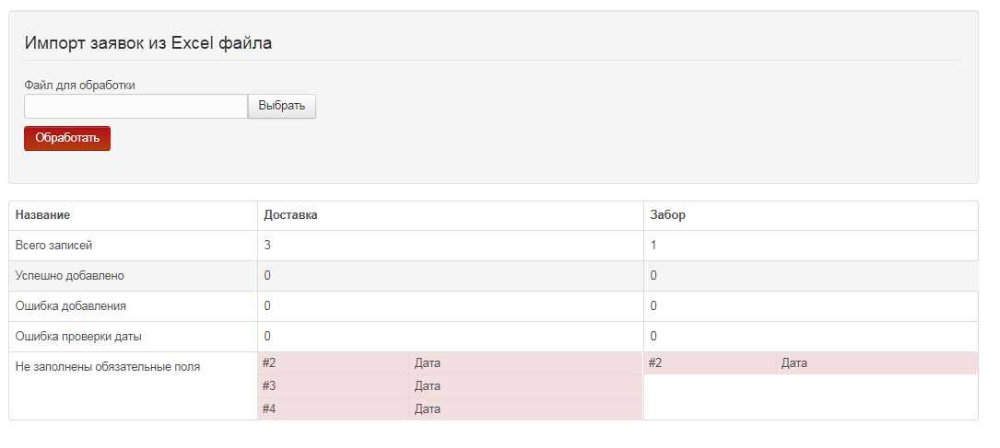 Импорт заявок из Excel файла
Файл для обработки
Выбрать
Обработать
Название Доставка Забор
Всего записей 3 1
Успешно добавлено 0 0
Ошибка добавления 0 0
Ошибка проверки даты 0 0
Не заполнены обязательные поля #2 Дата #2 Дата
#3 Дата
#4 Дата